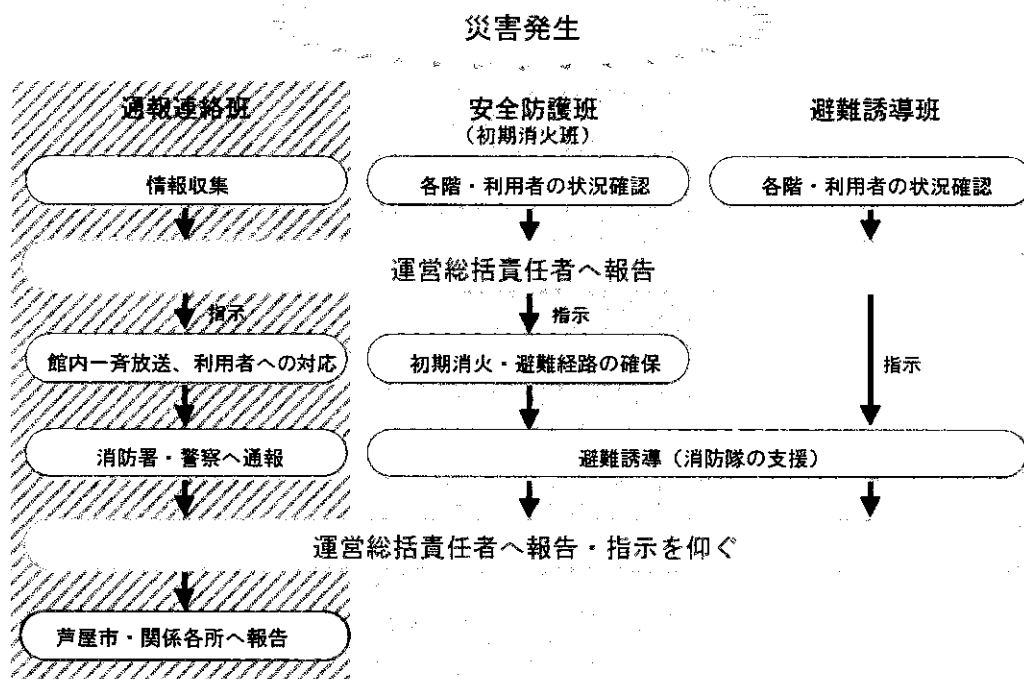 災害発生
通報連絡班
安全防護班
(初期消火班)
避難誘導班
情報収集
各階・利用者の状況確認
各階・利用者の状況確認
運営総括責任者へ報告
指示
指示
館内一斉放送、利用者への対応
初期消火・避難経路の確保
指示
消防署・警察へ通報
避難誘導(消防隊の支援)
運営総括責任者へ報告・指示を仰ぐ
芦屋市・関係各所へ報告